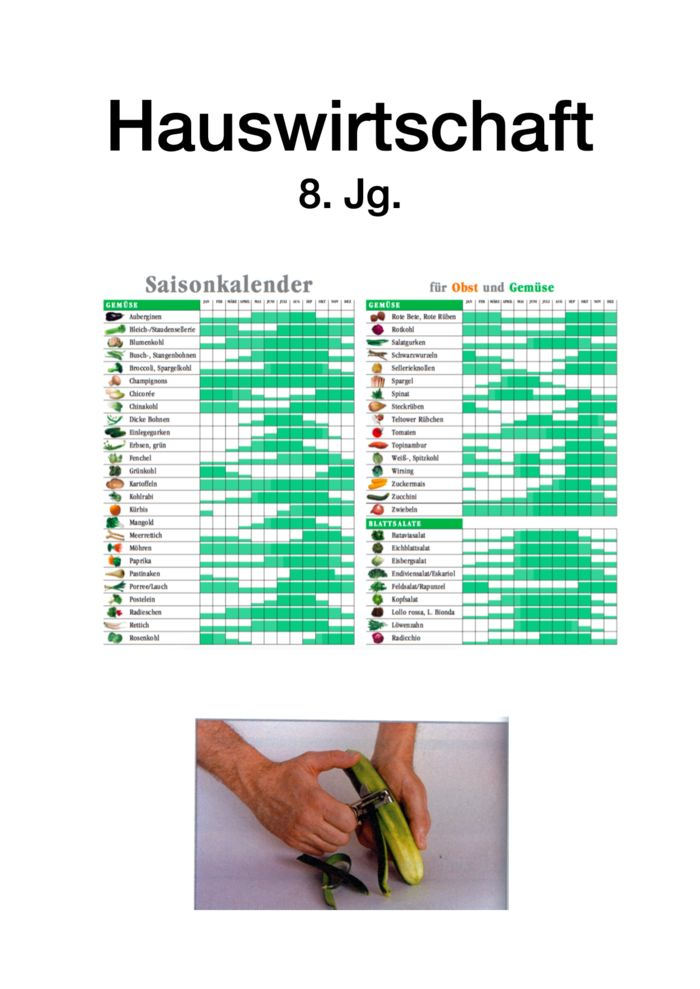 Hauswirtschaft
8. Jg.
Saisonkalender
für Obst und Gemüse
GEMÜSE
JAN FEB MÄRZ APRIL MAI JUNI JULI AUG SEP OKT NOV DEZ
Auberginen
Bleich-/Staudensellerie
Blumenkohl
Busch-, Stangenbohnen
Broccoli, Spargelkohl
Champignons
Chicorée
Chinakohl
Dicke Bohnen
Einlegegurken
Erbsen, grün
Fenchel
Grünkohl
Kartoffeln
Kohlrabi
Kürbis
Mangold
Meerrettich
Möhren
Paprika
Pastinaken
Porree/Lauch
Postelein
Radieschen
Rettich
Rosenkohl
GEMÜSE
JAN FEB MÄRZ APRIL MAI JUNI JULI AUG SEP OKT NOV DEZ
Rote Bete, Rote Rüben
Rotkohl
Salatgurken
Schwarzwurzeln
Sellerieknollen
Spargel
Spinat
Steckrüben
Teltower Rübchen
Tomaten
Topinambur
Weiß-, Spitzkohl
Wirsing
Zuckermais
Zucchini
Zwiebeln
BLATTSALATE
Bataviasalat
Eichblattsalat
Eisbergsalat
Endiviensalat/Eskariol
Feldsalat/Rapunzel
Kopfsalat
Lollo rossa, L. Bionda
Löwenzahn
Radicchio